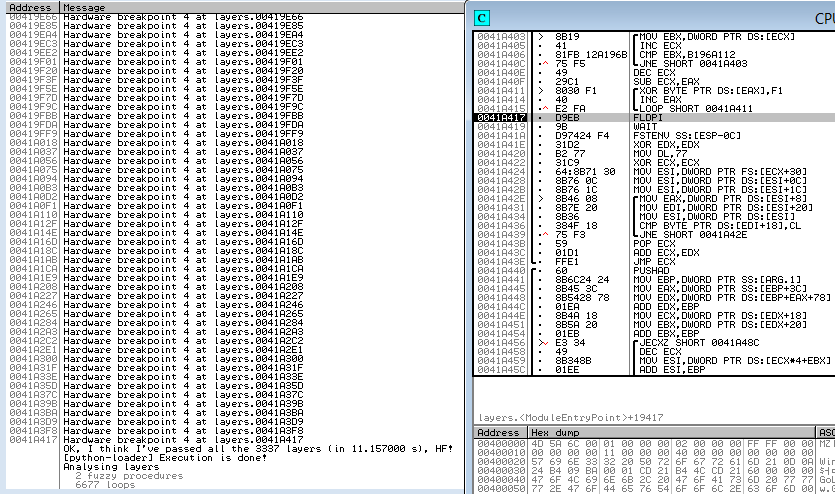 Address Message
00419E66 Hardware breakpoint 4 at layers.00419E66
00419E85 Hardware breakpoint 4 at layers.00419E85
00419EA4 Hardware breakpoint 4 at layers.00419EA4
00419EC3 Hardware breakpoint 4 at layers.00419EC3
00419EE2 Hardware breakpoint 4 at layers.00419EE2
00419F01 Hardware breakpoint 4 at layers.00419F01
00419F20 Hardware breakpoint 4 at layers.00419F20
00419F3F Hardware breakpoint 4 at layers.00419F3F
00419F5E Hardware breakpoint 4 at layers.00419F5E
00419F7D Hardware breakpoint 4 at layers.00419F7D
00419F9C Hardware breakpoint 4 at layers.00419F9C
00419FBB Hardware breakpoint 4 at layers.00419FBB
00419FDA Hardware breakpoint 4 at layers.00419FDA
00419FF9 Hardware breakpoint 4 at layers.00419FF9
0041A018 Hardware breakpoint 4 at layers.0041A018
0041A037 Hardware breakpoint 4 at layers.0041A037
0041A056 Hardware breakpoint 4 at layers.0041A056
0041A075 Hardware breakpoint 4 at layers.0041A075
0041A094 Hardware breakpoint 4 at layers.0041A094
0041A0B3 Hardware breakpoint 4 at layers.0041A0B3
0041A0D2 Hardware breakpoint 4 at layers.0041A0D2
0041A0F1 Hardware breakpoint 4 at layers.0041A0F1
0041A110 Hardware breakpoint 4 at layers.0041A110
0041A12F Hardware breakpoint 4 at layers.0041A12F
0041A14E Hardware breakpoint 4 at layers.0041A14E
0041A16D Hardware breakpoint 4 at layers.0041A16D
0041A18C Hardware breakpoint 4 at layers.0041A18C
0041A1AB Hardware breakpoint 4 at layers.0041A1AB
0041A1CA Hardware breakpoint 4 at layers.0041A1CA
0041A1E9 Hardware breakpoint 4 at layers.0041A1E9
0041A208 Hardware breakpoint 4 at layers.0041A208
0041A227 Hardware breakpoint 4 at layers.0041A227
0041A246 Hardware breakpoint 4 at layers.0041A246
0041A265 Hardware breakpoint 4 at layers.0041A265
0041A284 Hardware breakpoint 4 at layers.0041A284
0041A2A3 Hardware breakpoint 4 at layers.0041A2A3
0041A2C2 Hardware breakpoint 4 at layers.0041A2C2
0041A2E1 Hardware breakpoint 4 at layers.0041A2E1
0041A300 Hardware breakpoint 4 at layers.0041A300
0041A31F Hardware breakpoint 4 at layers.0041A31F
0041A33E Hardware breakpoint 4 at layers.0041A33E
0041A35D Hardware breakpoint 4 at layers.0041A35D
0041A37C Hardware breakpoint 4 at layers.0041A37C
0041A39B Hardware breakpoint 4 at layers.0041A39B
0041A3BA Hardware breakpoint 4 at layers.0041A3BA
0041A3D9 Hardware breakpoint 4 at layers.0041A3D9
0041A3F8 Hardware breakpoint 4 at layers.0041A3F8
0041A417 Hardware breakpoint 4 at layers.0041A417
OK, I think I've passed all the 3337 layers (in 11.157000 s), HF!
[python-loader] Execution is done!
Analysing layers
2 fuzzy procedures
6677 loops
C CPU
0041A403 8B19 MOV EBX,DWORD PTR DS:[ECX]
0041A405 41 INC ECX
0041A406 81FB 12A196B CMP EBX,B196A112
0041A40C 75 F5 JNE SHORT 0041A403
0041A40E 49 DEC ECX
0041A40F 29C1 SUB ECX,EAX
0041A411 8030 F1 XOR BYTE PTR DS:[EAX],F1
0041A414 40 INC EAX
0041A415 E2 FA LOOP SHORT 0041A411
0041A417 D9EB FLDPI
0041A419 9B WAIT
0041A41A D97424 F4 FSTENV SS:[ESP-0C]
0041A41E 31D2 XOR EDX,EDX
0041A420 B2 77 MOV DL,77
0041A422 31C9 XOR ECX,ECX
0041A424 64:8B71 30 MOV ESI,DWORD PTR FS:[ECX+30]
0041A428 8B76 0C MOV ESI,DWORD PTR DS:[ESI+0C]
0041A42B 8B76 1C MOV ESI,DWORD PTR DS:[ESI+1C]
0041A42E 8B46 08 MOV EAX,DWORD PTR DS:[ESI+8]
0041A431 8B7E 20 MOV EDI,DWORD PTR DS:[ESI+20]
0041A434 8B36 MOV ESI,DWORD PTR DS:[ESI]
0041A436 384F 18 CMP BYTE PTR DS:[EDI+18],CL
0041A439 75 F3 JNE SHORT 0041A42E
0041A43B 59 POP ECX
0041A43C 01D1 ADD ECX,EDX
0041A43E FFE1 JMP ECX
0041A440 60 PUSHAD
0041A441 8B6C24 24 MOV EBP,DWORD PTR SS:[ARG.1]
0041A445 8B45 3C MOV EAX,DWORD PTR SS:[EBP+3C]
0041A448 8B5428 78 MOV EDX,DWORD PTR DS:[EBP+EAX+78]
0041A44C 01EA ADD EDX,EBP
0041A44E 8B4A 18 MOV ECX,DWORD PTR DS:[EDX+18]
0041A451 8B5A 20 MOV EBX,DWORD PTR DS:[EDX+20]
0041A454 01EB ADD EBX,EBP
0041A456 E3 34 JECXZ SHORT 0041A48C
0041A458 49 DEC ECX
0041A459 8B348B MOV ESI,DWORD PTR DS:[ECX*4+EBX]
0041A45C 01EE ADD ESI,EBP
layers.<ModuleEntryPoint>+19417
Address Hex dump ASC
00400000 4D 5A 6C 00 01 00 00 00 02 00 00 00 FF FF 00 00 MZ
00400010 00 00 00 00 11 00 00 00 40 00 00 00 00 00 00 00
00400020 57 69 6E 33 32 20 50 72 6F 67 72 61 6D 21 0D 0A Win
00400030 24 B4 09 BA 00 01 CD 21 B4 4C CD 21 60 00 00 00
00400040 47 6F 4C 69 6E 6B 2C 20 47 6F 41 73 6D 20 77 77 GoL
00400050 77 2E 47 6F 44 65 76 54 6F 6F 6C 2E 63 6F 6D 00 w.G